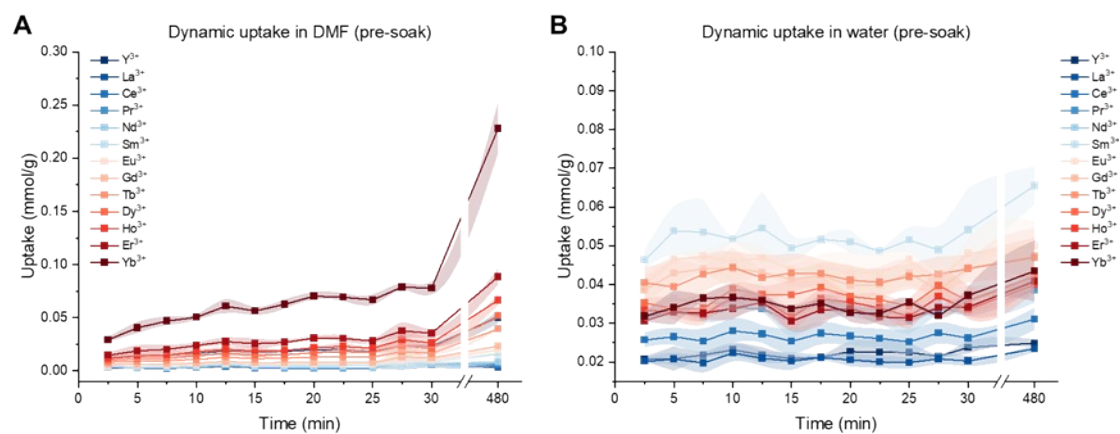 A
Dynamic uptake in DMF (pre-soak)
Uptake (mmol/g)
0.30
0.25
0.20
0.15
0.10
0.05
0.00
Y³⁺
La³⁺
Ce³⁺
Pr³⁺
Nd³⁺
Sm³⁺
Eu³⁺
Gd³⁺
Tb³⁺
Dy³⁺
Ho³⁺
Er³⁺
Yb³⁺
0 5 10 15 20 25 30 480
Time (min)
B
Dynamic uptake in water (pre-soak)
Uptake (mmol/g)
0.10
0.09
0.08
0.07
0.06
0.05
0.04
0.03
0.02
0 5 10 15 20 25 30 480
Time (min)
Y³⁺
La³⁺
Ce³⁺
Pr³⁺
Nd³⁺
Sm³⁺
Eu³⁺
Gd³⁺
Tb³⁺
Dy³⁺
Ho³⁺
Er³⁺
Yb³⁺